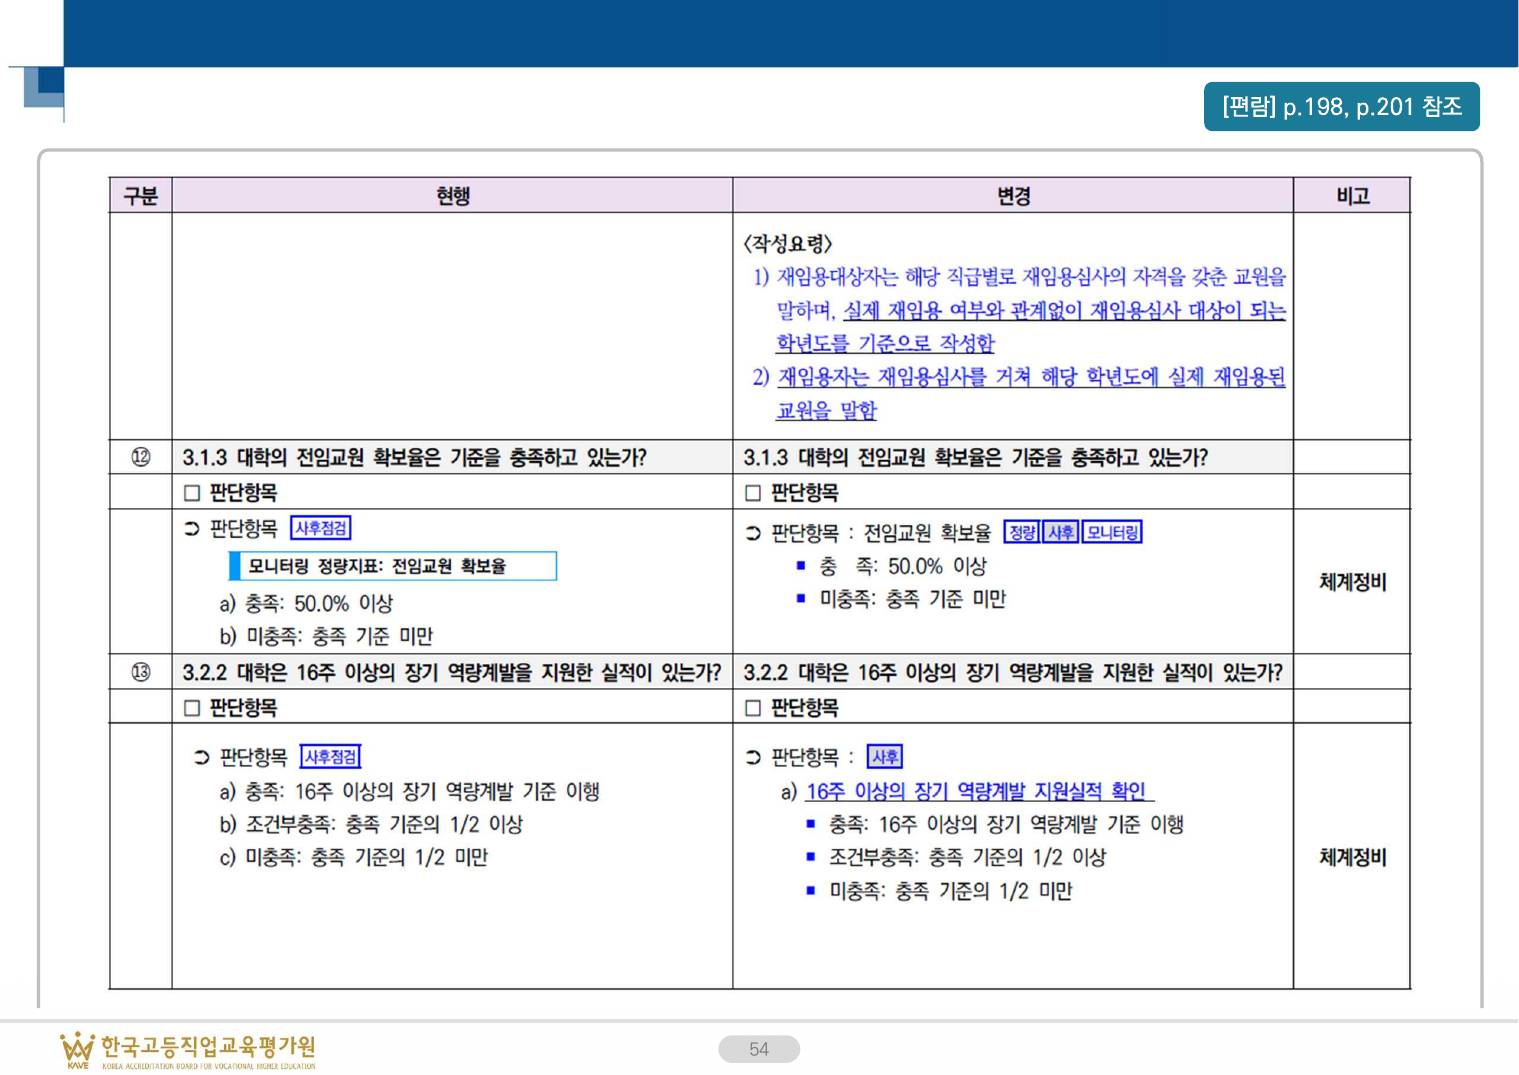 [편람] p.198, p.201 참조
구분 현행 변경 비고
〈작성요령〉
1) 재임용대상자는 해당 직급별로 재임용심사의 자격을 갖춘 교원을
말하며, 실제 재임용 여부와 관계없이 재임용심사 대상이 되는
학년도를 기준으로 작성함
2) 재임용자는 재임용심사를 거쳐 해당 학년도에 실제 재임용된
교원을 말함
⑫ 3.1.3 대학의 전임교원 확보율은 기준을 충족하고 있는가? 3.1.3 대학의 전임교원 확보율은 기준을 충족하고 있는가?
□ 판단항목 □ 판단항목
➲ 판단항목 사후점검
모니터링 정량지표: 전임교원 확보율
a) 충족: 50.0% 이상
b) 미충족: 충족 기준 미만
➲ 판단항목 : 전임교원 확보율 정량 사후 모니터링
▪ 충 족: 50.0% 이상
▪ 미충족: 충족 기준 미만
체계정비
⑬ 3.2.2 대학은 16주 이상의 장기 역량계발을 지원한 실적이 있는가? 3.2.2 대학은 16주 이상의 장기 역량계발을 지원한 실적이 있는가?
□ 판단항목 □ 판단항목
➲ 판단항목 사후점검
a) 충족: 16주 이상의 장기 역량계발 기준 이행
b) 조건부충족: 충족 기준의 1/2 이상
c) 미충족: 충족 기준의 1/2 미만
➲ 판단항목 : 사후
a) 16주 이상의 장기 역량계발 지원실적 확인
▪ 충족: 16주 이상의 장기 역량계발 기준 이행
▪ 조건부충족: 충족 기준의 1/2 이상
▪ 미충족: 충족 기준의 1/2 미만
체계정비
KAVE 한국고등직업교육평가원
KOREA ACCREDITATION BOARD FOR VOCATIONAL HIGHER EDUCATION
54